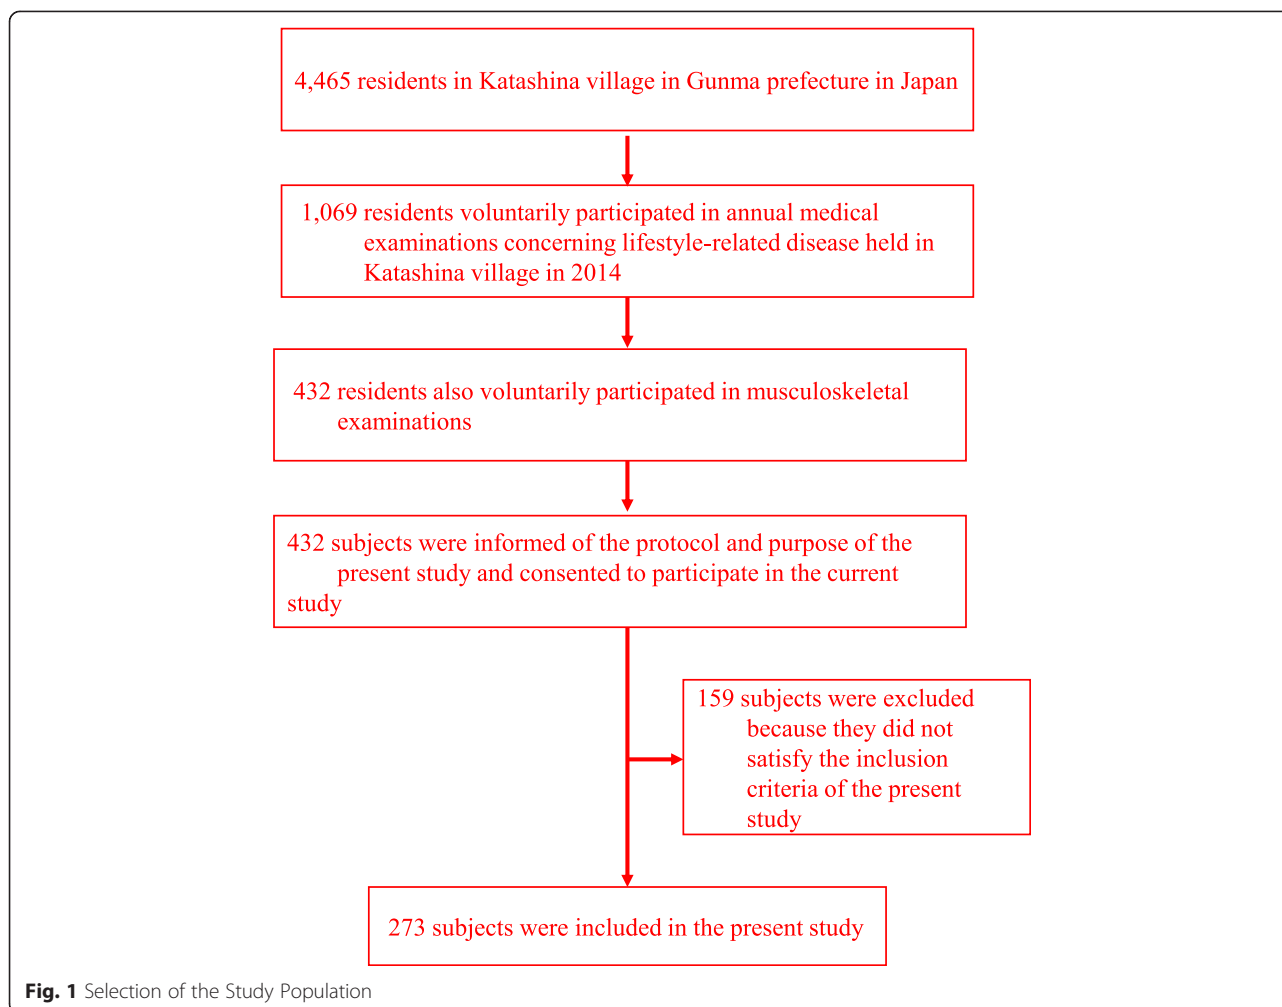 4,465 residents in Katashina village in Gunma prefecture in Japan
1,069 residents voluntarily participated in annual medical
examinations concerning lifestyle-related disease held in
Katashina village in 2014
432 residents also voluntarily participated in musculoskeletal
examinations
432 subjects were informed of the protocol and purpose of the
present study and consented to participate in the current
study
159 subjects were excluded
because they did not
satisfy the inclusion
criteria of the present
study
273 subjects were included in the present study
Fig. 1 Selection of the Study Population